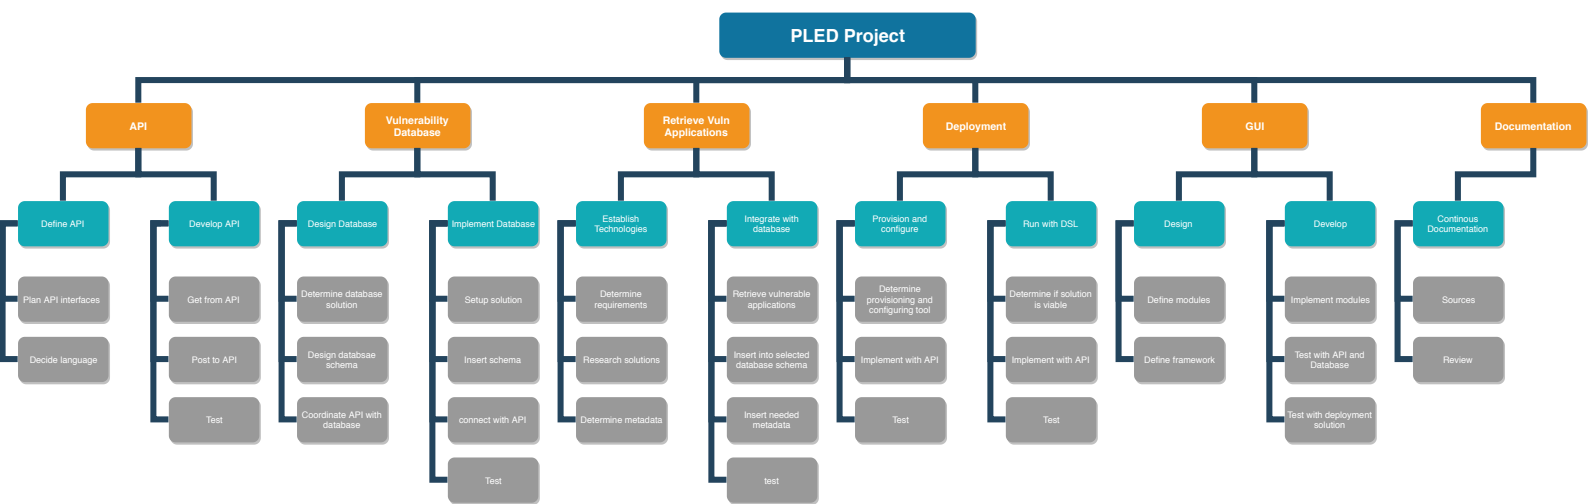 PLED Project
API
Vulnerability
Database
Retrieve Vuln
Applications
Deployment
GUI
Documentation
Define API
Develop API
Design Database
Implement Database
Establish
Technologies
Integrate with
database
Provision and
configure
Run with DSL
Design
Develop
Continous
Documentation
Plan API interfaces
Get from API
Determine database
solution
Setup solution
Determine
requirements
Retrieve vulnerable
applications
Determine
provisioning and
configuring tool
Determine if solution
is viable
Define modules
Implement modules
Sources
Decide language
Post to API
Design databsae
schema
Insert schema
Research solutions
Insert into selected
database schema
Implement with API
Implement with API
Define framework
Test with API and
Database
Review
Test
Coordinate API with
database
connect with API
Determine metadata
Insert needed
metadata
Test
Test
Test with deployment
solution
Test
test